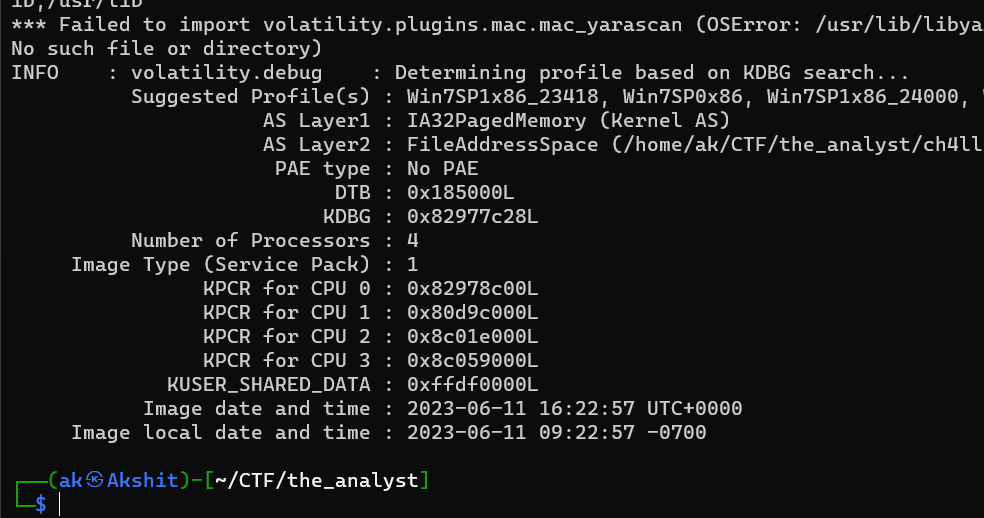 ib,/usr/lib
*** Failed to import volatility.plugins.mac.mac_yarascan (OSError: /usr/lib/libya
No such file or directory)
INFO    : volatility.debug    : Determining profile based on KDBG search...
          Suggested Profile(s) : Win7SP1x86_23418, Win7SP0x86, Win7SP1x86_24000,
                     AS Layer1 : IA32PagedMemory (Kernel AS)
                     AS Layer2 : FileAddressSpace (/home/ak/CTF/the_analyst/ch4ll
                      PAE type : No PAE
                           DTB : 0x185000L
                          KDBG : 0x82977c28L
          Number of Processors : 4
     Image Type (Service Pack) : 1
                KPCR for CPU 0 : 0x82978c00L
                KPCR for CPU 1 : 0x80d9c000L
                KPCR for CPU 2 : 0x8c01e000L
                KPCR for CPU 3 : 0x8c059000L
             KUSER_SHARED_DATA : 0xffdf0000L
           Image date and time : 2023-06-11 16:22:57 UTC+0000
     Image local date and time : 2023-06-11 09:22:57 -0700
┌──(ak㉿Akshit)-[~/CTF/the_analyst]
└─$